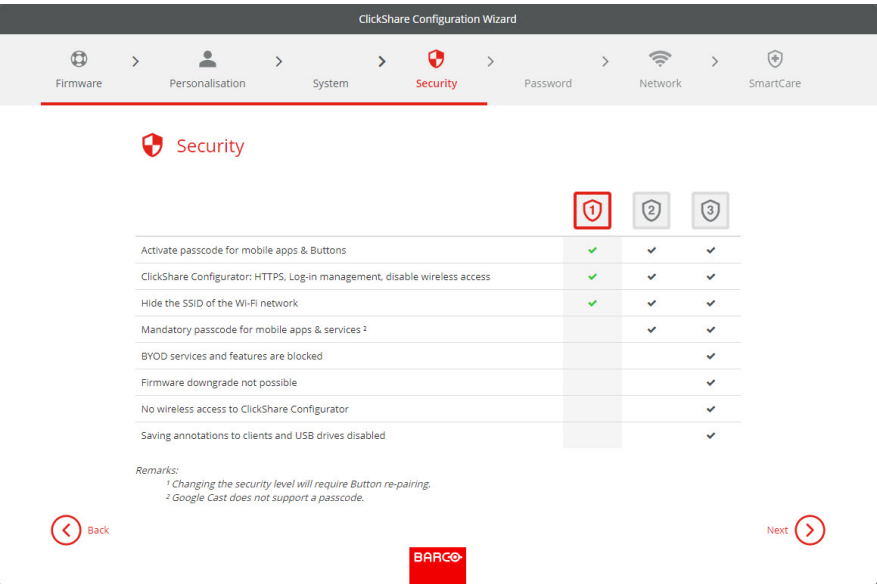 ClickShare Configuration Wizard
Firmware
Personalisation
System
Security
Password
Network
SmartCare
Security
1 2 3
Activate passcode for mobile apps & Buttons
ClickShare Configurator: HTTPS, Log-in management, disable wireless access
Hide the SSID of the Wi-Fi network
Mandatory passcode for mobile apps & services ²
BYOD services and features are blocked
Firmware downgrade not possible
No wireless access to ClickShare Configurator
Saving annotations to clients and USB drives disabled
Remarks:
¹ Changing the security level will require Button re-pairing.
² Google Cast does not support a passcode.
Back
Next
BARCO